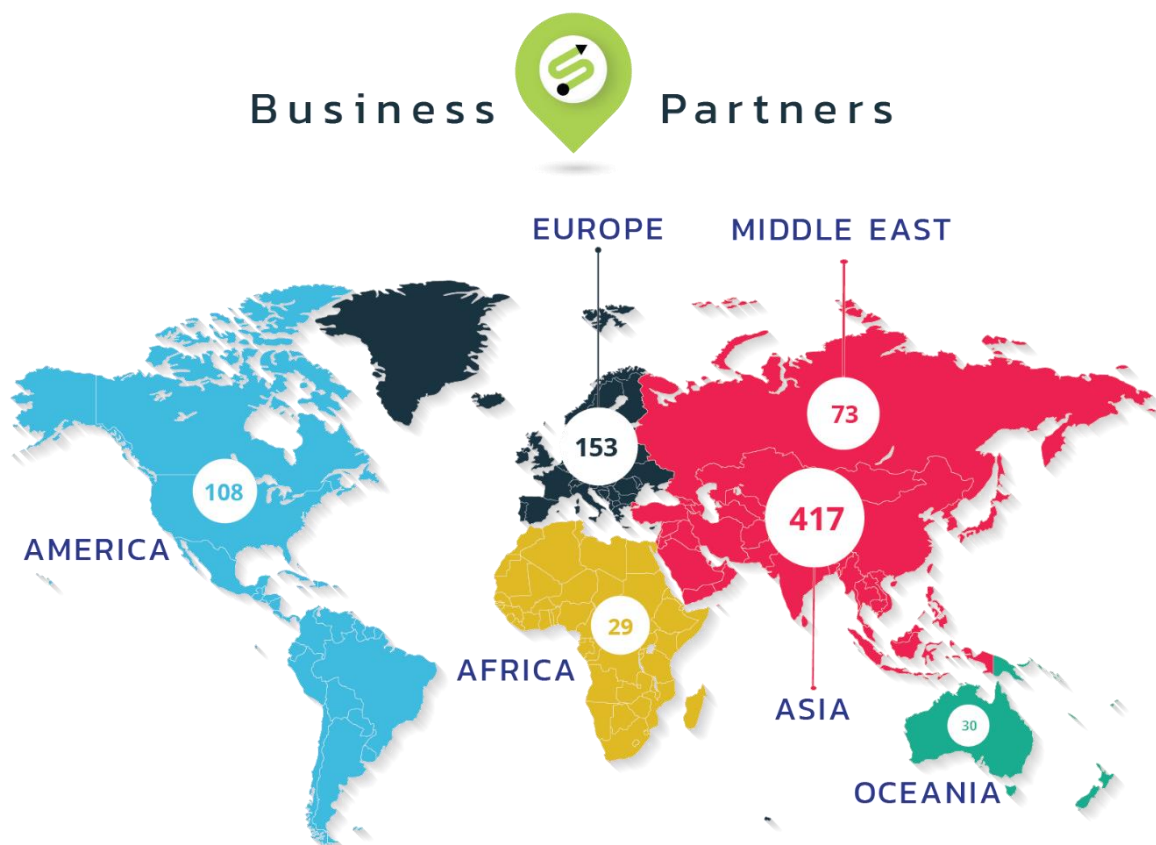 Business Partners
EUROPE
MIDDLE EAST
73
153
108
417
AMERICA
29
AFRICA
ASIA
30
OCEANIA